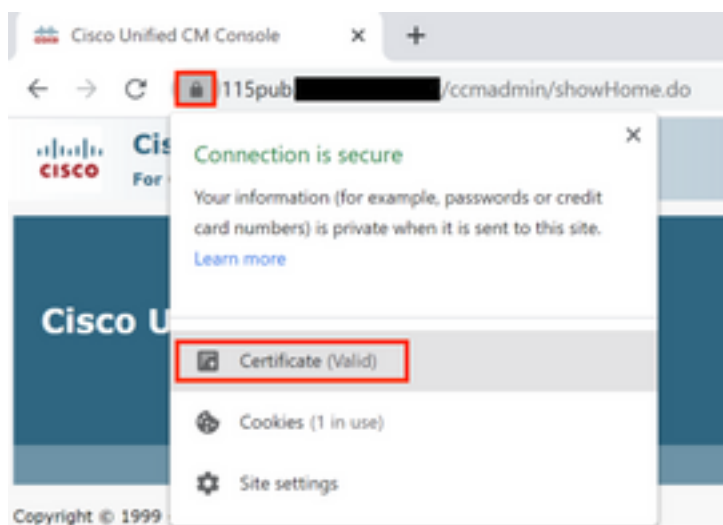 Cisco Unified CM Console
115pub /ccmadmin/showHome.do
CISCO
Cis
For
Connection is secure
Your information (for example, passwords or credit
card numbers) is private when it is sent to this site.
Learn more
Cisco U
Certificate (Valid)
Cookies (1 in use)
Site settings
Copyright © 1999